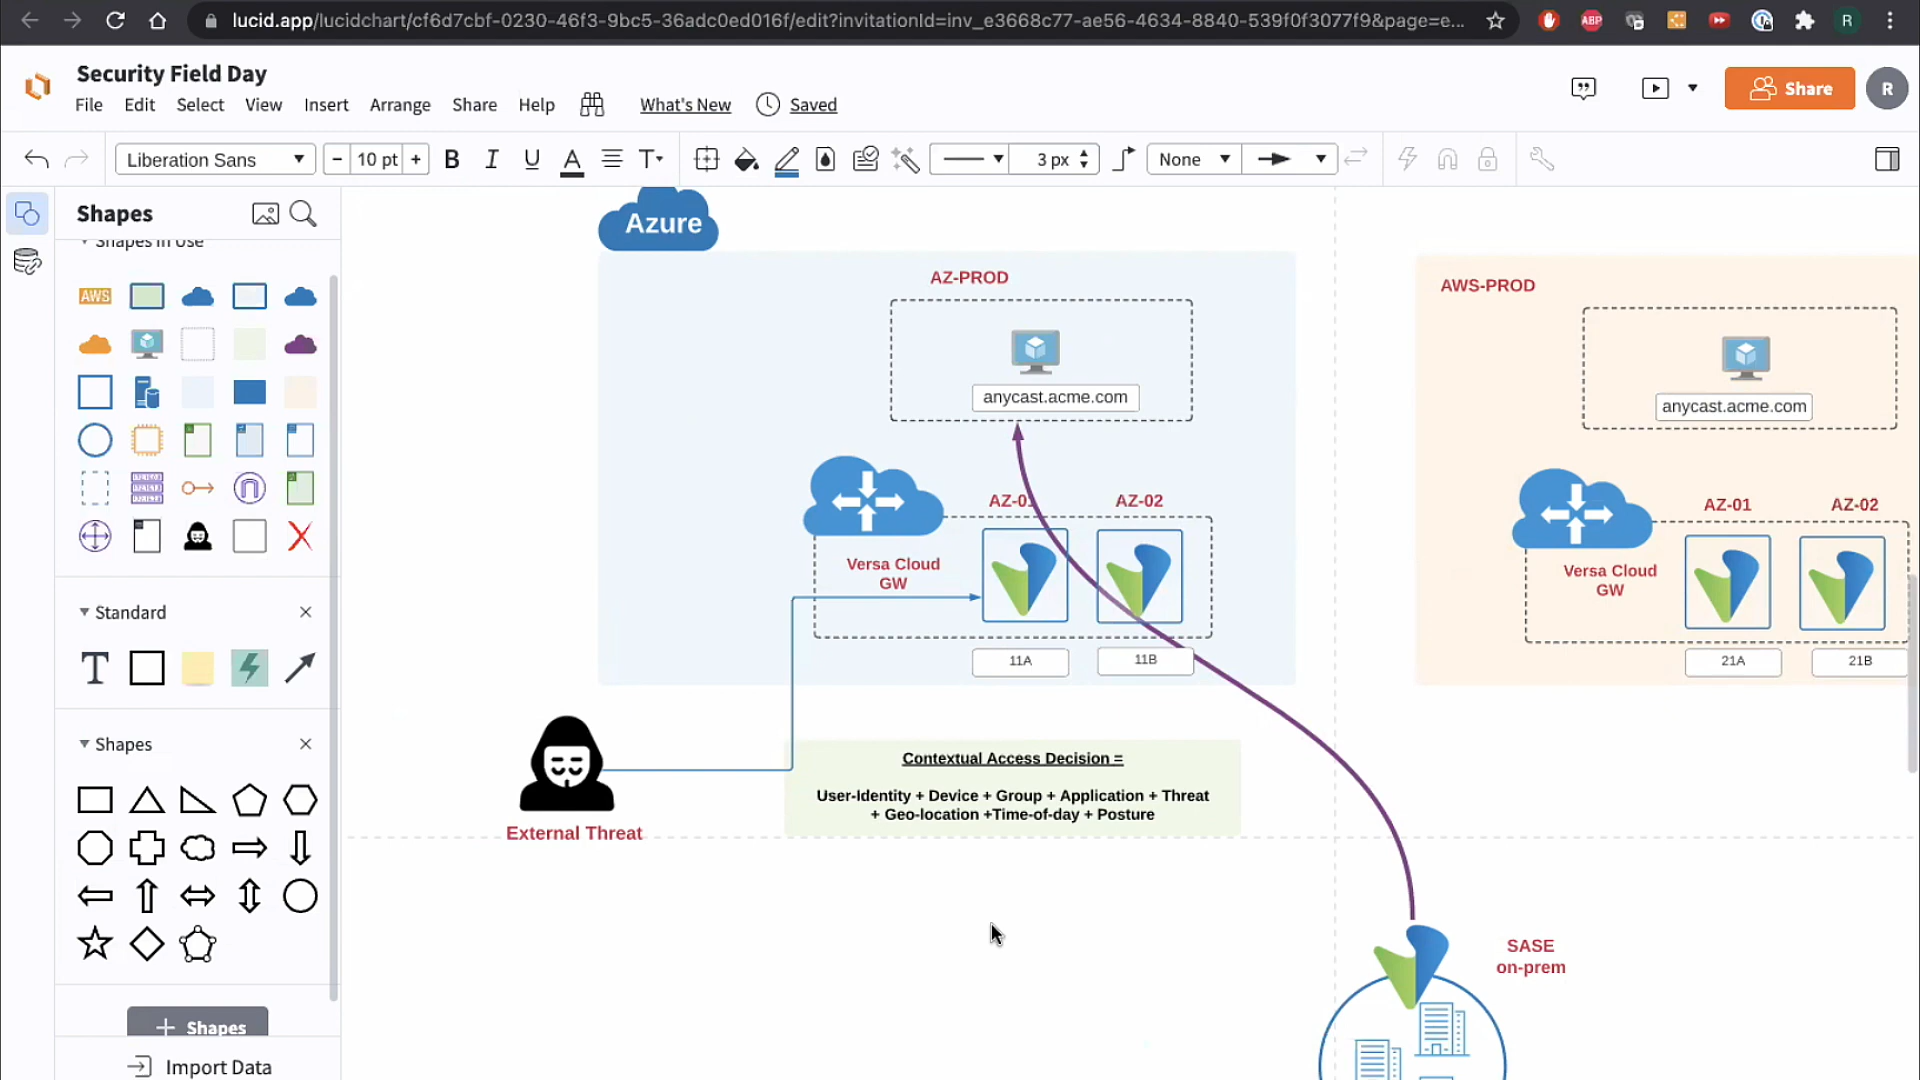 lucid.app/lucidchart/cf6d7cbf-0230-46f3-9bc5-36adc0ed016f/edit?invitationId=inv_e3668c77-ae56-4634-8840-539f0f3077f9&page=e...
ABP
R
Security Field Day
File Edit Select View Insert Arrange Share Help What's New Saved
Share
R
Liberation Sans
- 10 pt +
B I U A T
3 px
None
Shapes
Shapes in Use
AWS
Standard
T
Shapes
+ Shapes
Import Data
Azure
AZ-PROD
anycast.acme.com
AZ-01
AZ-02
Versa Cloud
GW
11A
11B
External Threat
Contextual Access Decision =
User-Identity + Device + Group + Application + Threat
+ Geo-location +Time-of-day + Posture
AWS-PROD
anycast.acme.com
AZ-01
AZ-02
Versa Cloud
GW
21A
21B
SASE
on-prem